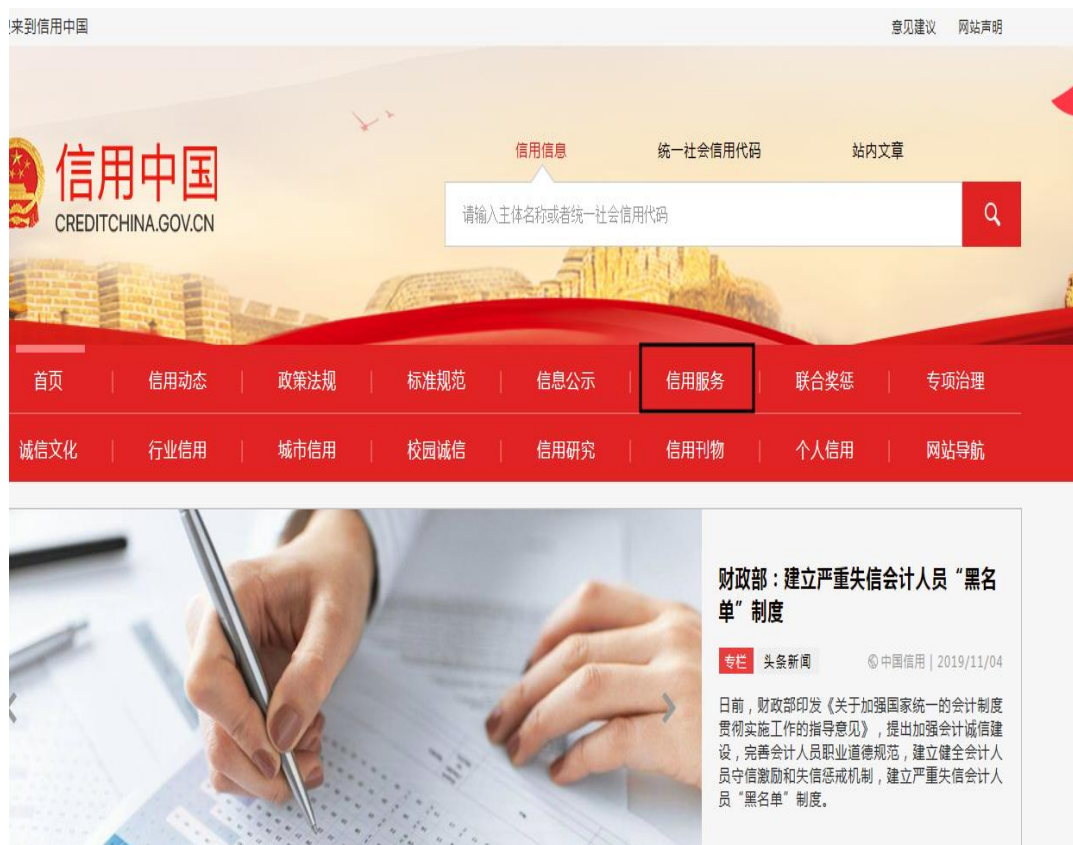 来到信用中国
意见建议 网站声明
信用中国
CREDITCHINA.GOV.CN
信用信息 统一社会信用代码 站内文章
请输入主体名称或者统一社会信用代码
首页 信用动态 政策法规 标准规范 信息公示 信用服务 联合奖惩 专项治理
诚信文化 行业信用 城市信用 校园诚信 信用研究 信用刊物 个人信用 网站导航
财政部：建立严重失信会计人员“黑名
单”制度
专栏 头条新闻 中国信用 | 2019/11/04
日前，财政部印发《关于加强国家统一的会计制度
贯彻实施工作的指导意见》，提出加强会计诚信建
设，完善会计人员职业道德规范，建立健全会计人
员守信激励和失信惩戒机制，建立严重失信会计人
员“黑名单”制度。